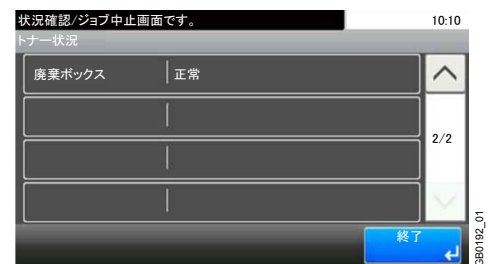 状況確認/ジョブ中止画面です。 10:10
トナー状況
廃棄ボックス 正常
2/2
終了
GB0192_01